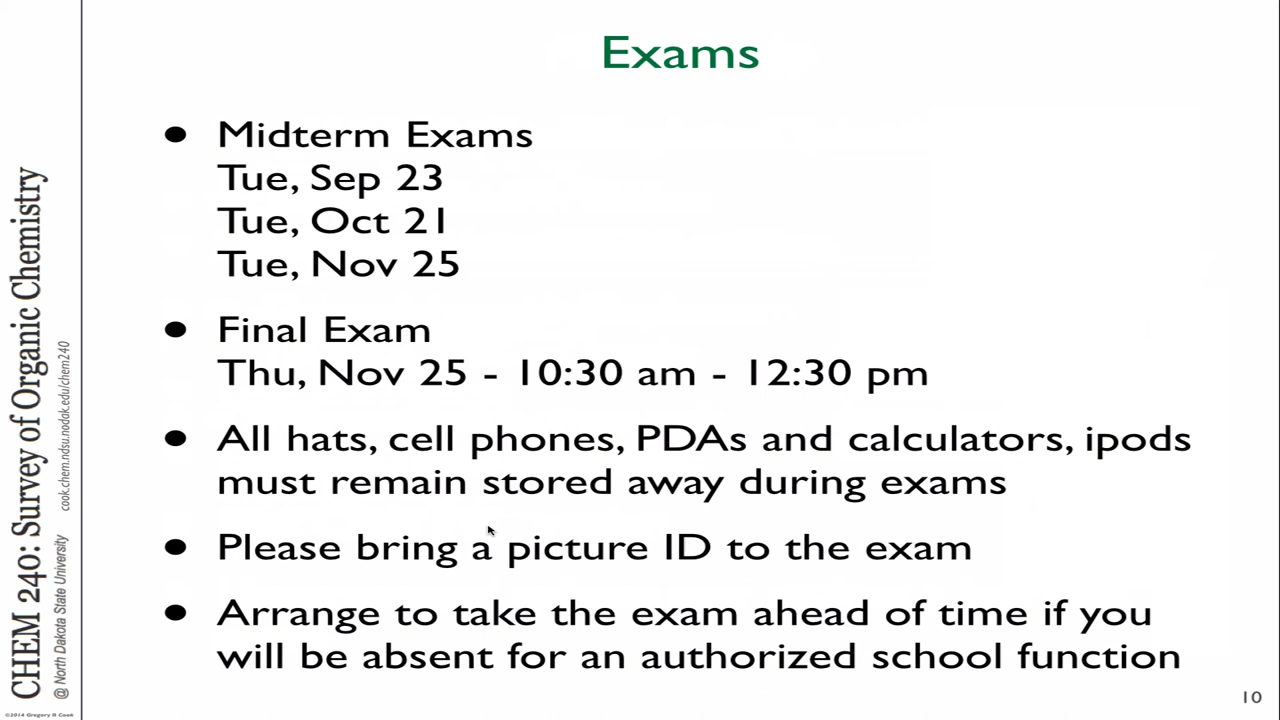 Exams
● Midterm Exams
Tue, Sep 23
Tue, Oct 21
Tue, Nov 25
● Final Exam
Thu, Nov 25 - 10:30 am - 12:30 pm
● All hats, cell phones, PDAs and calculators, ipods
must remain stored away during exams
● Please bring a picture ID to the exam
● Arrange to take the exam ahead of time if you
will be absent for an authorized school function
CHEM 240: Survey of Organic Chemistry
@ North Dakota State University
cook.chem.ndsu.nodak.edu/chem240
©2014 Gregory R Cook
10